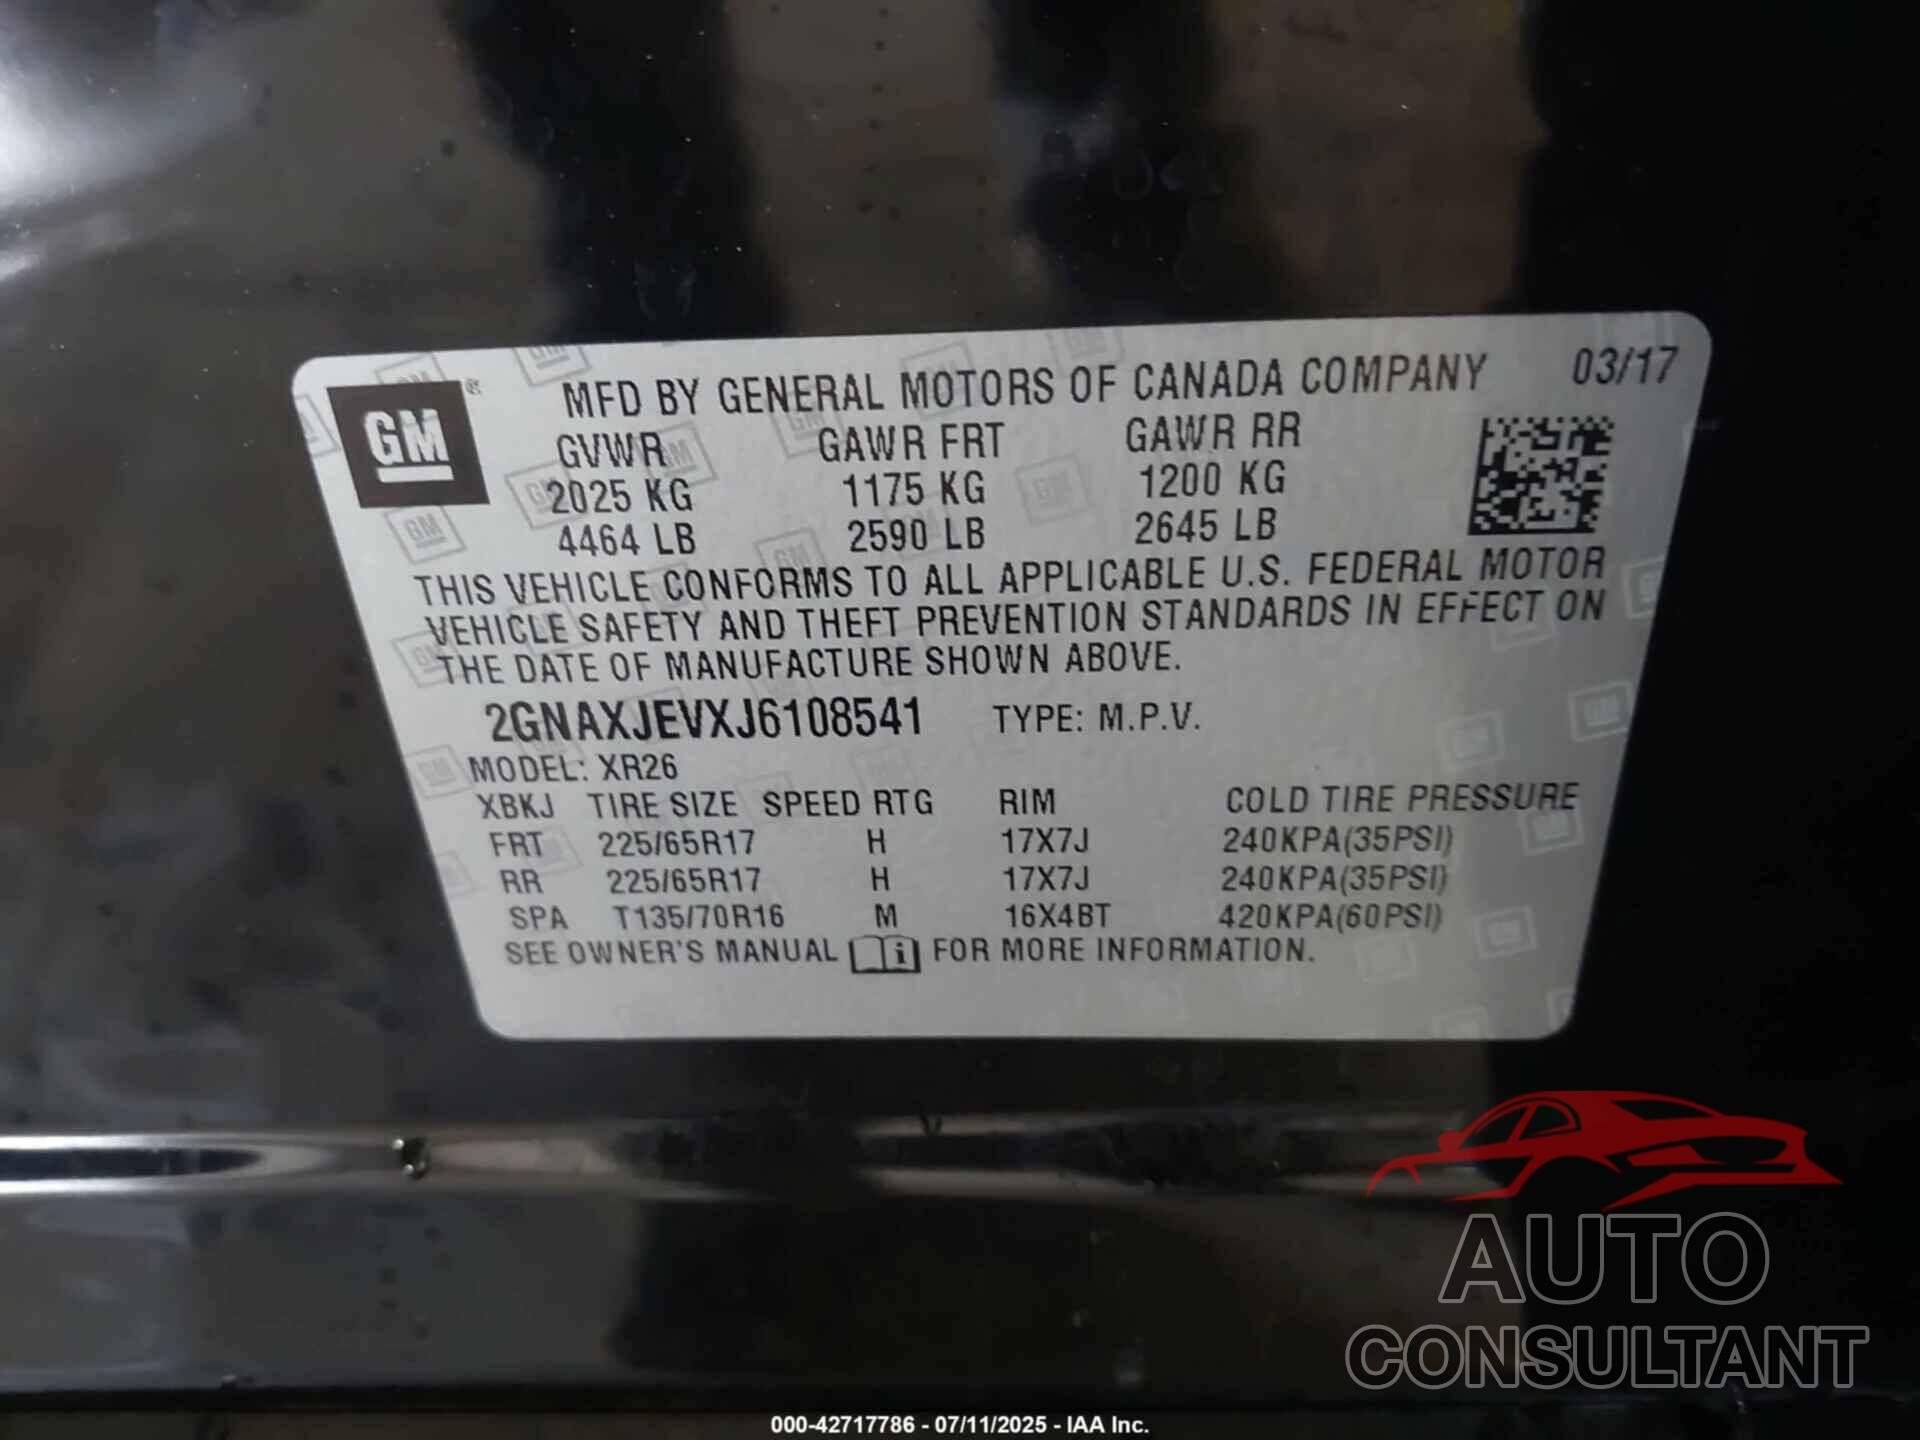 GM ® MFD BY GENERAL MOTORS OF CANADA COMPANY 03/17
GVWR GAWR FRT GAWR RR
2025 KG 1175 KG 1200 KG
4464 LB 2590 LB 2645 LB
THIS VEHICLE CONFORMS TO ALL APPLICABLE U.S. FEDERAL MOTOR
VEHICLE SAFETY AND THEFT PREVENTION STANDARDS IN EFFECT ON
THE DATE OF MANUFACTURE SHOWN ABOVE.
2GNAXJEVXJ6108541 TYPE: M.P.V.
MODEL: XR26
XBKJ TIRE SIZE SPEED RTG RIM COLD TIRE PRESSURE
FRT 225/65R17 H 17X7J 240KPA(35PSI)
RR 225/65R17 H 17X7J 240KPA(35PSI)
SPA T135/70R16 M 16X4BT 420KPA(60PSI)
SEE OWNER'S MANUAL i FOR MORE INFORMATION.
AUTO
CONSULTANT
000-42717786 - 07/11/2025 - IAA Inc.